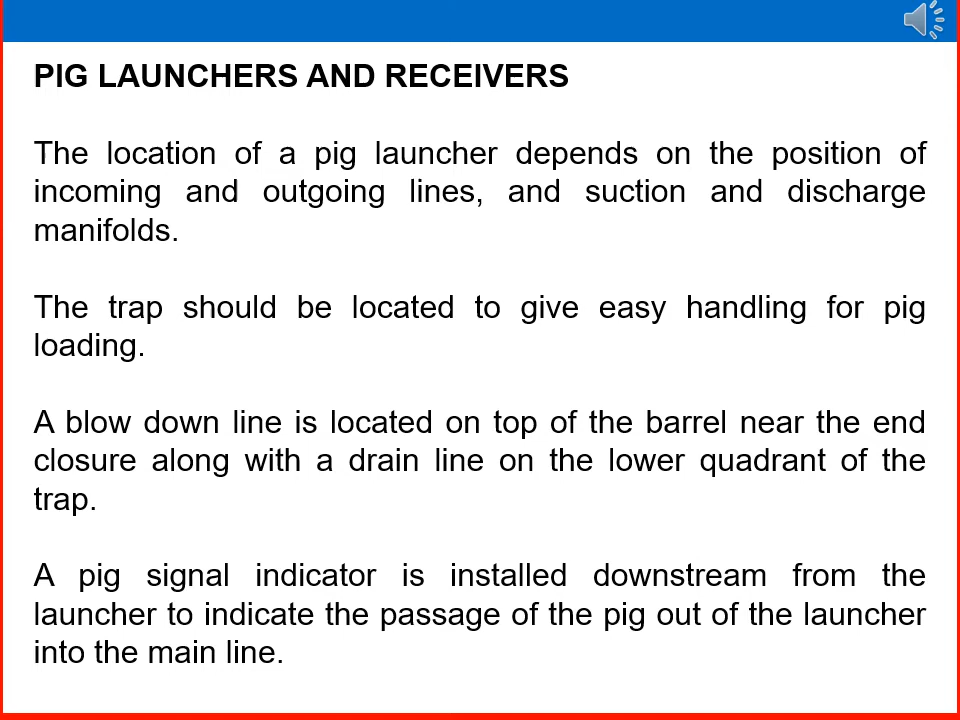 PIG LAUNCHERS AND RECEIVERS
The location of a pig launcher depends on the position of
incoming and outgoing lines, and suction and discharge
manifolds.
The trap should be located to give easy handling for pig
loading.
A blow down line is located on top of the barrel near the end
closure along with a drain line on the lower quadrant of the
trap.
A pig signal indicator is installed downstream from the
launcher to indicate the passage of the pig out of the launcher
into the main line.